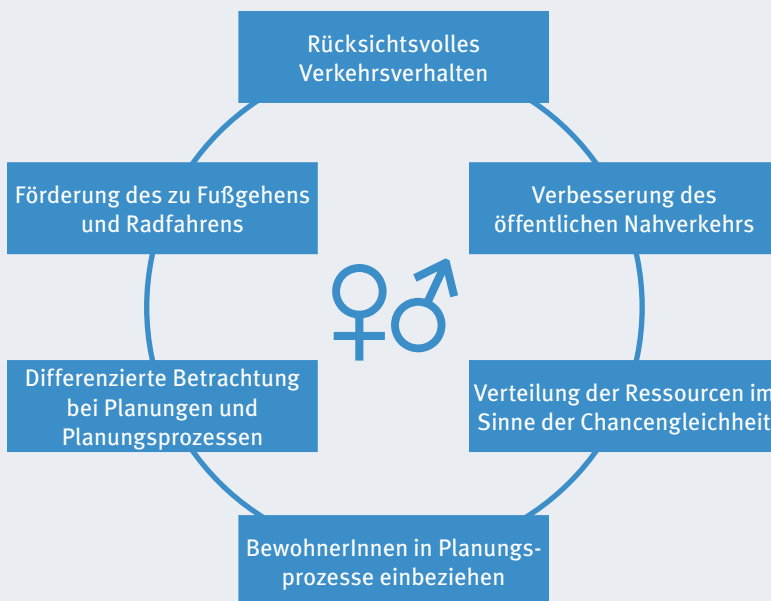 Rücksichtsvolles
Verkehrsverhalten
Förderung des zu Fußgehens
und Radfahrens
Verbesserung des
öffentlichen Nahverkehrs
Differenzierte Betrachtung
bei Planungen und
Planungsprozessen
Verteilung der Ressourcen im
Sinne der Chancengleichheit
BewohnerInnen in Planungs-
prozesse einbeziehen